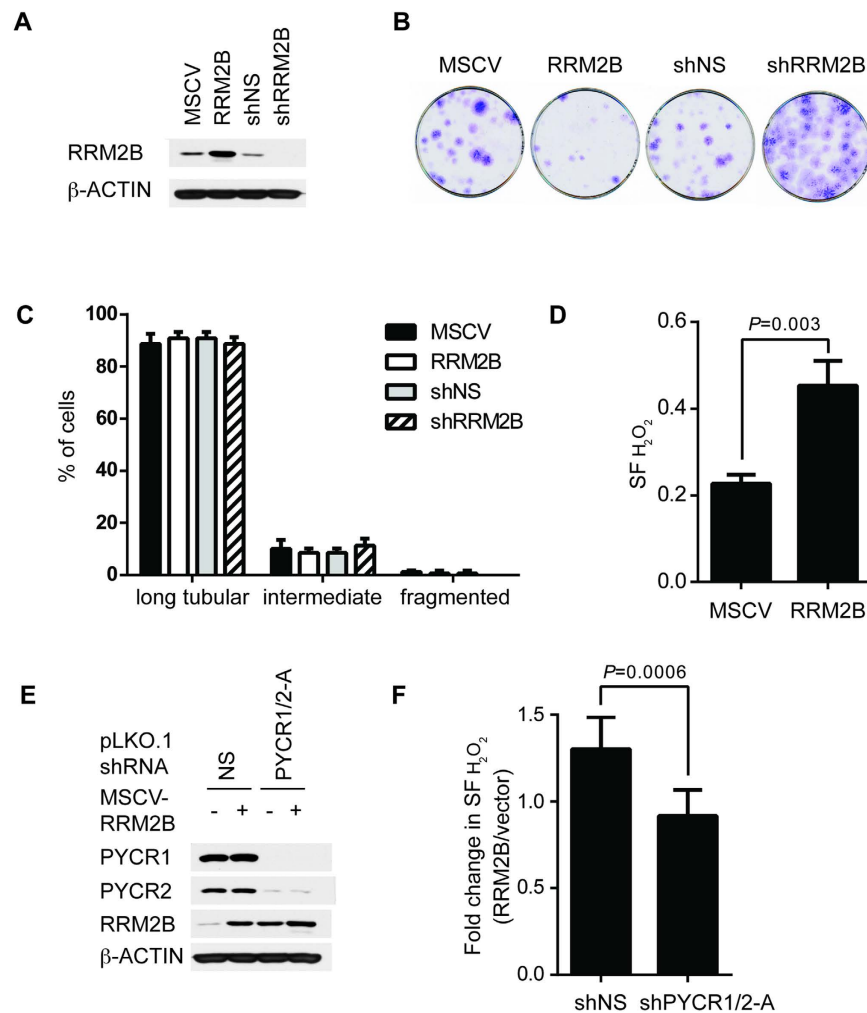 A
MSCV
RRM2B
shNS
shRRM2B
RRM2B
β-ACTIN
B
MSCV RRM2B shNS shRRM2B
C
% of cells
100
80
60
40
20
0
long tubular intermediate fragmented
MSCV
RRM2B
shNS
shRRM2B
D
P=0.003
SF H₂O₂
0.6
0.4
0.2
0.0
MSCV RRM2B
E
pLKO.1
shRNA
NS
PYCR1/2-A
MSCV-
RRM2B
- + - +
PYCR1
PYCR2
RRM2B
β-ACTIN
F
P=0.0006
Fold change in SF H₂O₂
(RRM2B/vector)
1.5
1.0
0.5
0.0
shNS shPYCR1/2-A